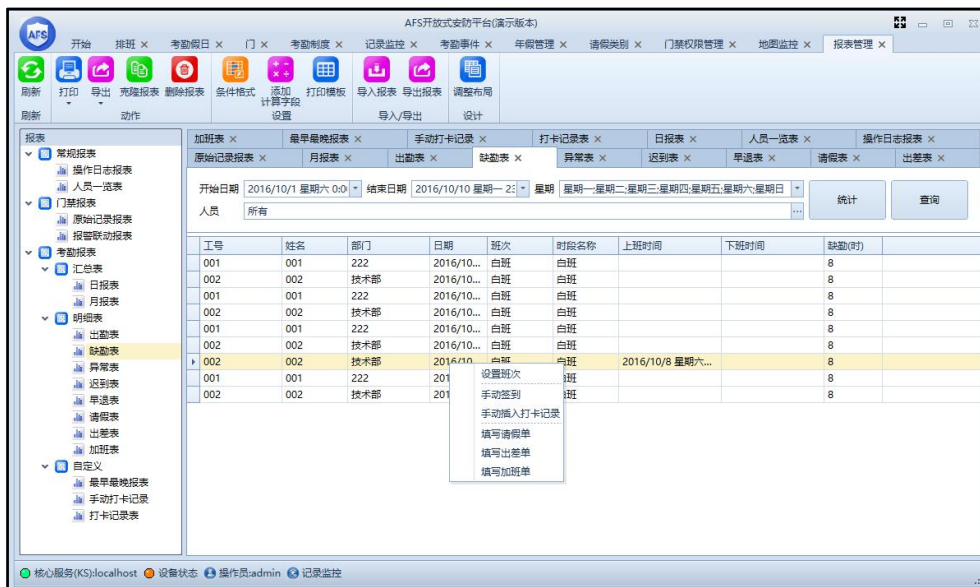 AFS开放式安防平台(演示版本)
AFS
开始 排班 考勤假日 门 考勤制度 记录监控 考勤事件 年假管理 请假类别 门禁权限管理 地图监控 报表管理
刷新 打印 导出 克隆报表 删除报表 条件格式 添加 打印模板 导入报表 导出报表 调整布局
计算字段
刷新 动作 设置 导入/导出 设计
报表
常规报表
操作日志报表
人员一览表
门禁报表
原始记录报表
报警联动报表
考勤报表
汇总表
日报表
月报表
明细表
出勤表
缺勤表
异常表
迟到表
早退表
请假表
出差表
加班表
自定义
最早最晚报表
手动打卡记录
打卡记录表
加班表 最早最晚报表 手动打卡记录 打卡记录表 日报表 人员一览表 操作日志报表
原始记录报表 月报表 出勤表 缺勤表 异常表 迟到表 早退表 请假表 出差表
开始日期 2016/10/1 星期六 0:0 结束日期 2016/10/10 星期一 23 星期 星期一;星期二;星期三;星期四;星期五;星期六;星期日 统计 查询
人员 所有 ...
工号 姓名 部门 日期 班次 时段名称 上班时间 下班时间 缺勤(时)
001 001 222 2016/10... 白班 白班 8
002 002 技术部 2016/10... 白班 白班 8
001 001 222 2016/10... 白班 白班 8
002 002 技术部 2016/10... 白班 白班 8
001 001 222 2016/10... 白班 白班 8
002 002 技术部 2016/10... 白班 白班 8
002 002 技术部 2016/10 白班 白班 2016/10/8 星期六... 8
001 001 222 201 班 8
002 002 技术部 201 班 8
设置班次
手动签到
手动插入打卡记录
填写请假单
填写出差单
填写加班单
核心服务(KS):localhost 设备状态 操作员:admin 记录监控